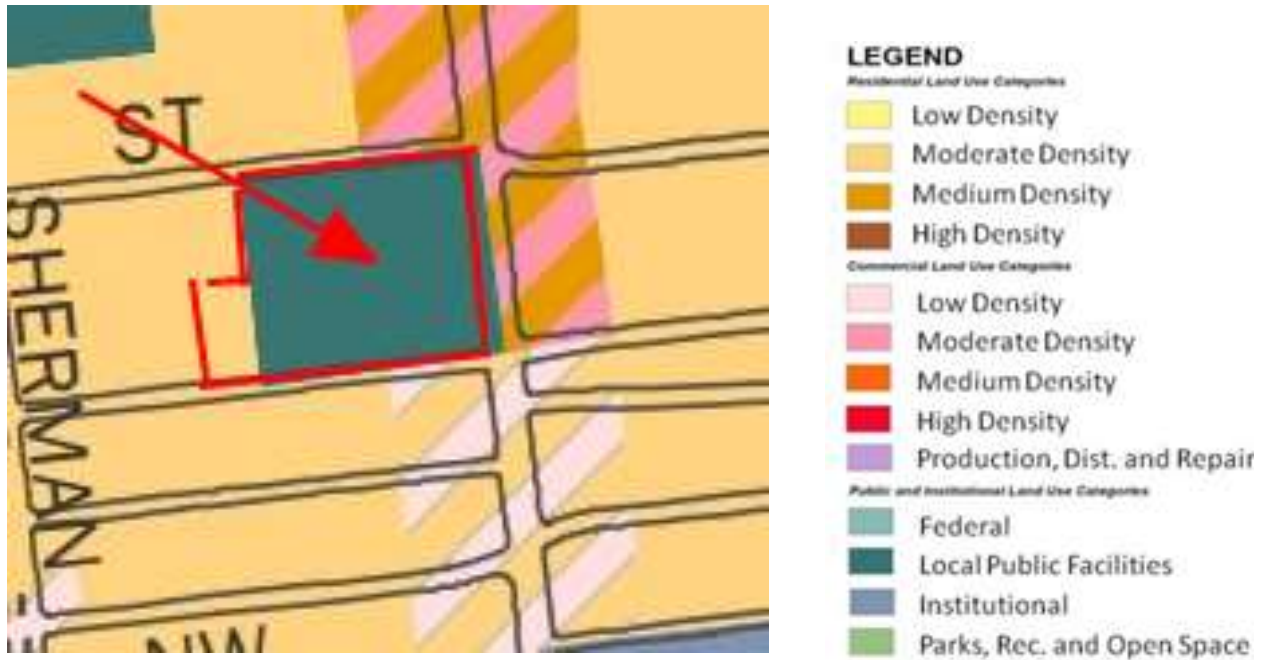 ST
SHERMAN
NW
LEGEND
Residential Land Use Categories
Low Density
Moderate Density
Medium Density
High Density
Commercial Land Use Categories
Low Density
Moderate Density
Medium Density
High Density
Production, Dist. and Repair
Public and Institutional Land Use Categories
Federal
Local Public Facilities
Institutional
Parks, Rec. and Open Space